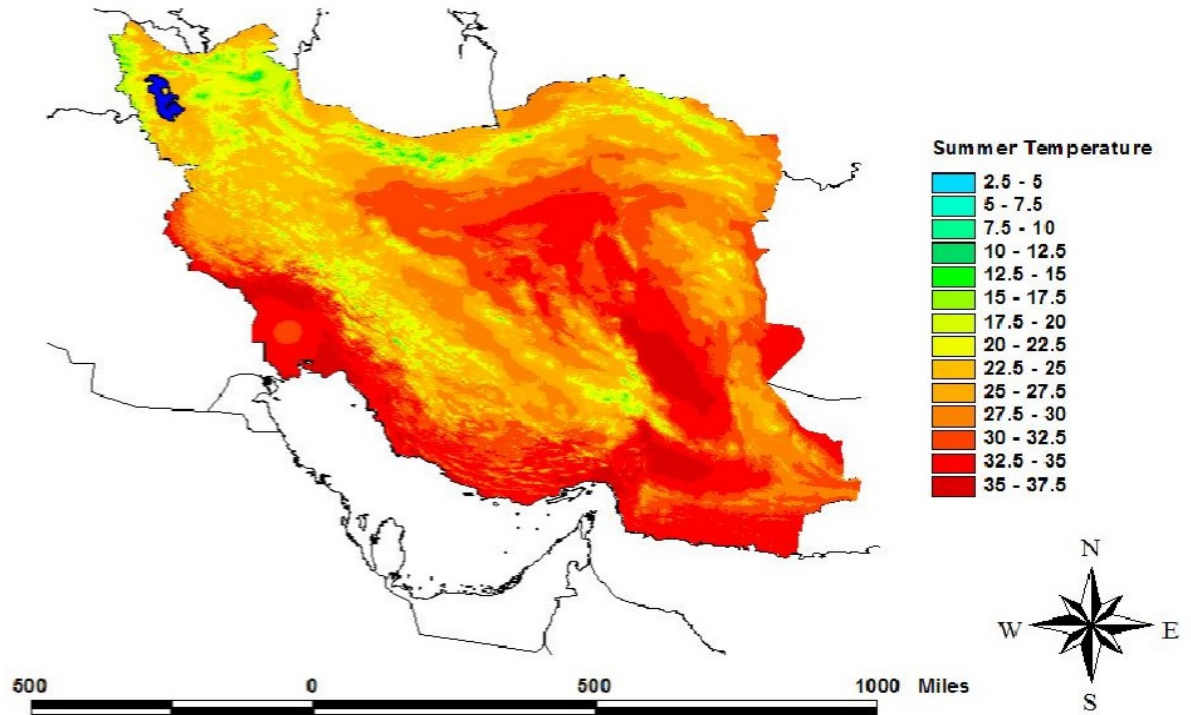 Summer Temperature
2.5 - 5
5 - 7.5
7.5 - 10
10 - 12.5
12.5 - 15
15 - 17.5
17.5 - 20
20 - 22.5
22.5 - 25
25 - 27.5
27.5 - 30
30 - 32.5
32.5 - 35
35 - 37.5
N
W E
S
500 0 500 1000 Miles